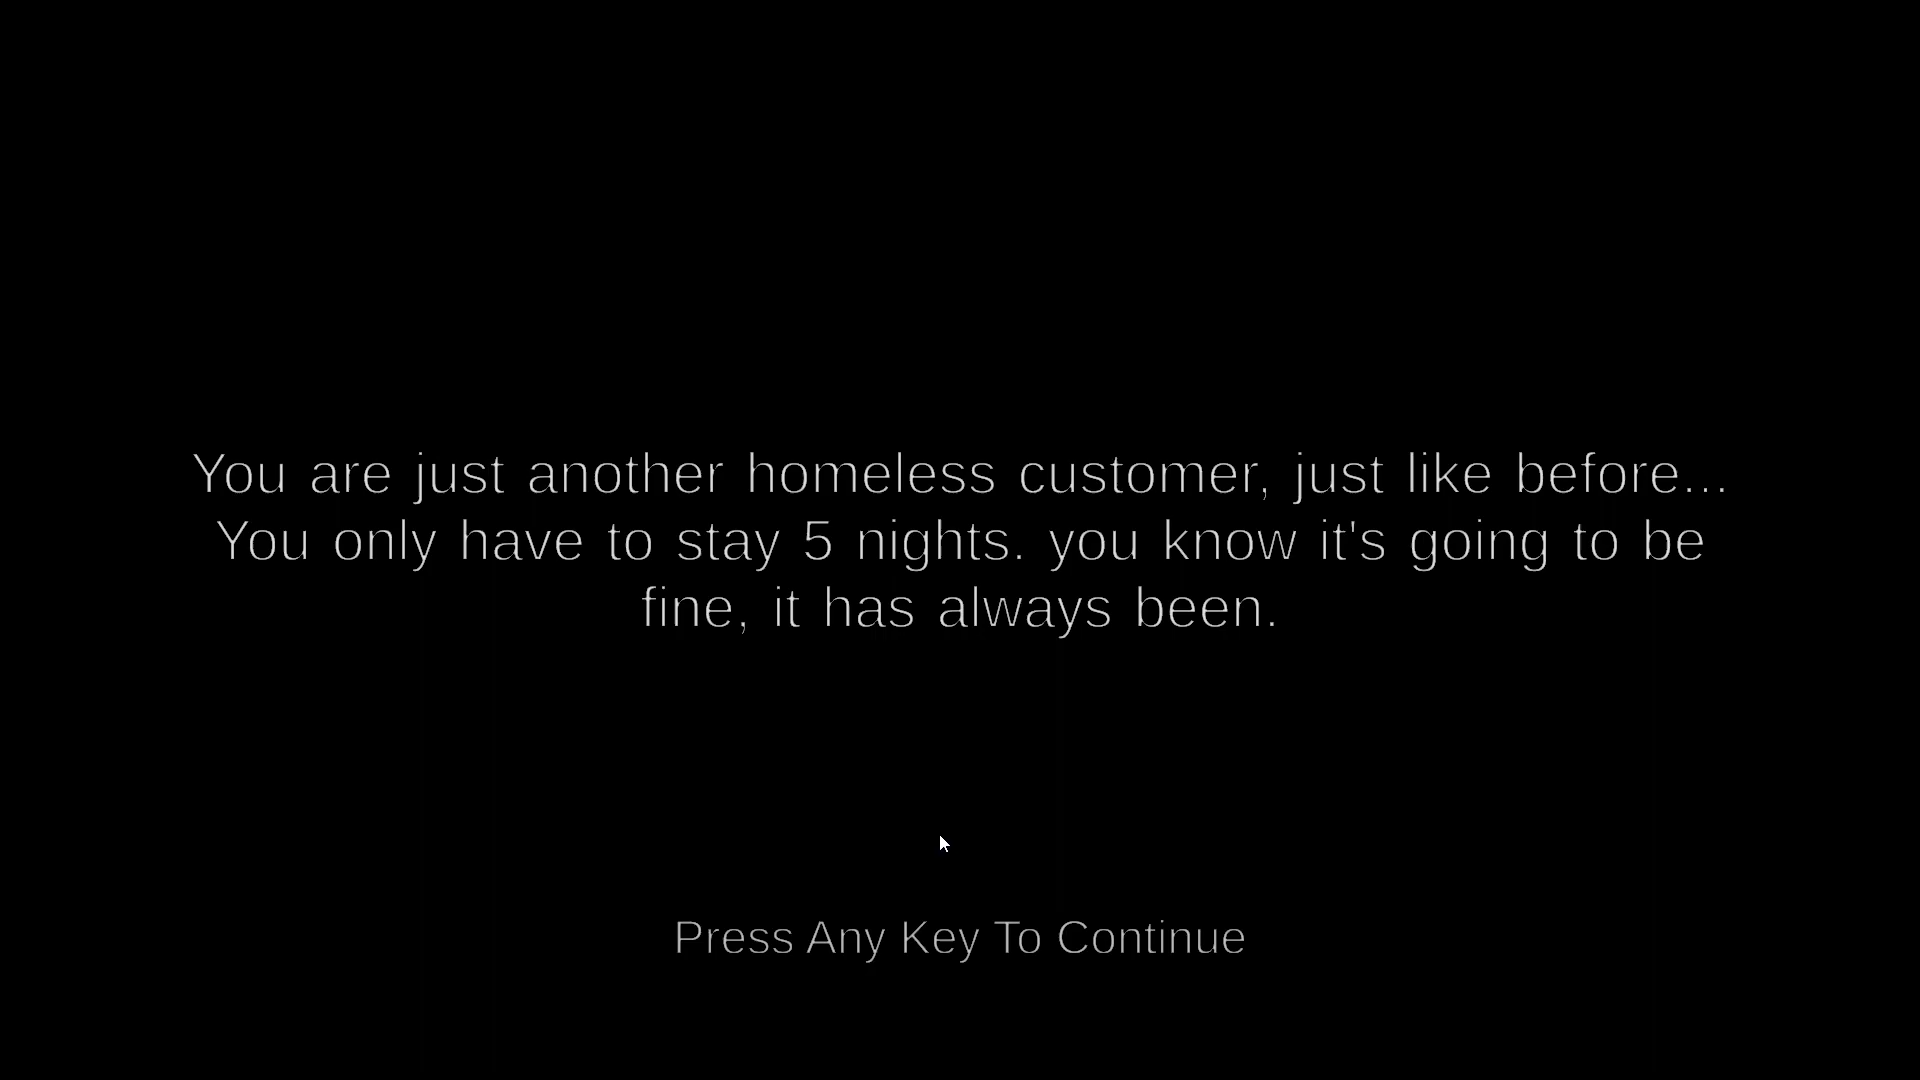 You are just another homeless customer, just like before...
You only have to stay 5 nights. you know it's going to be
fine, it has always been.
Press Any Key To Continue